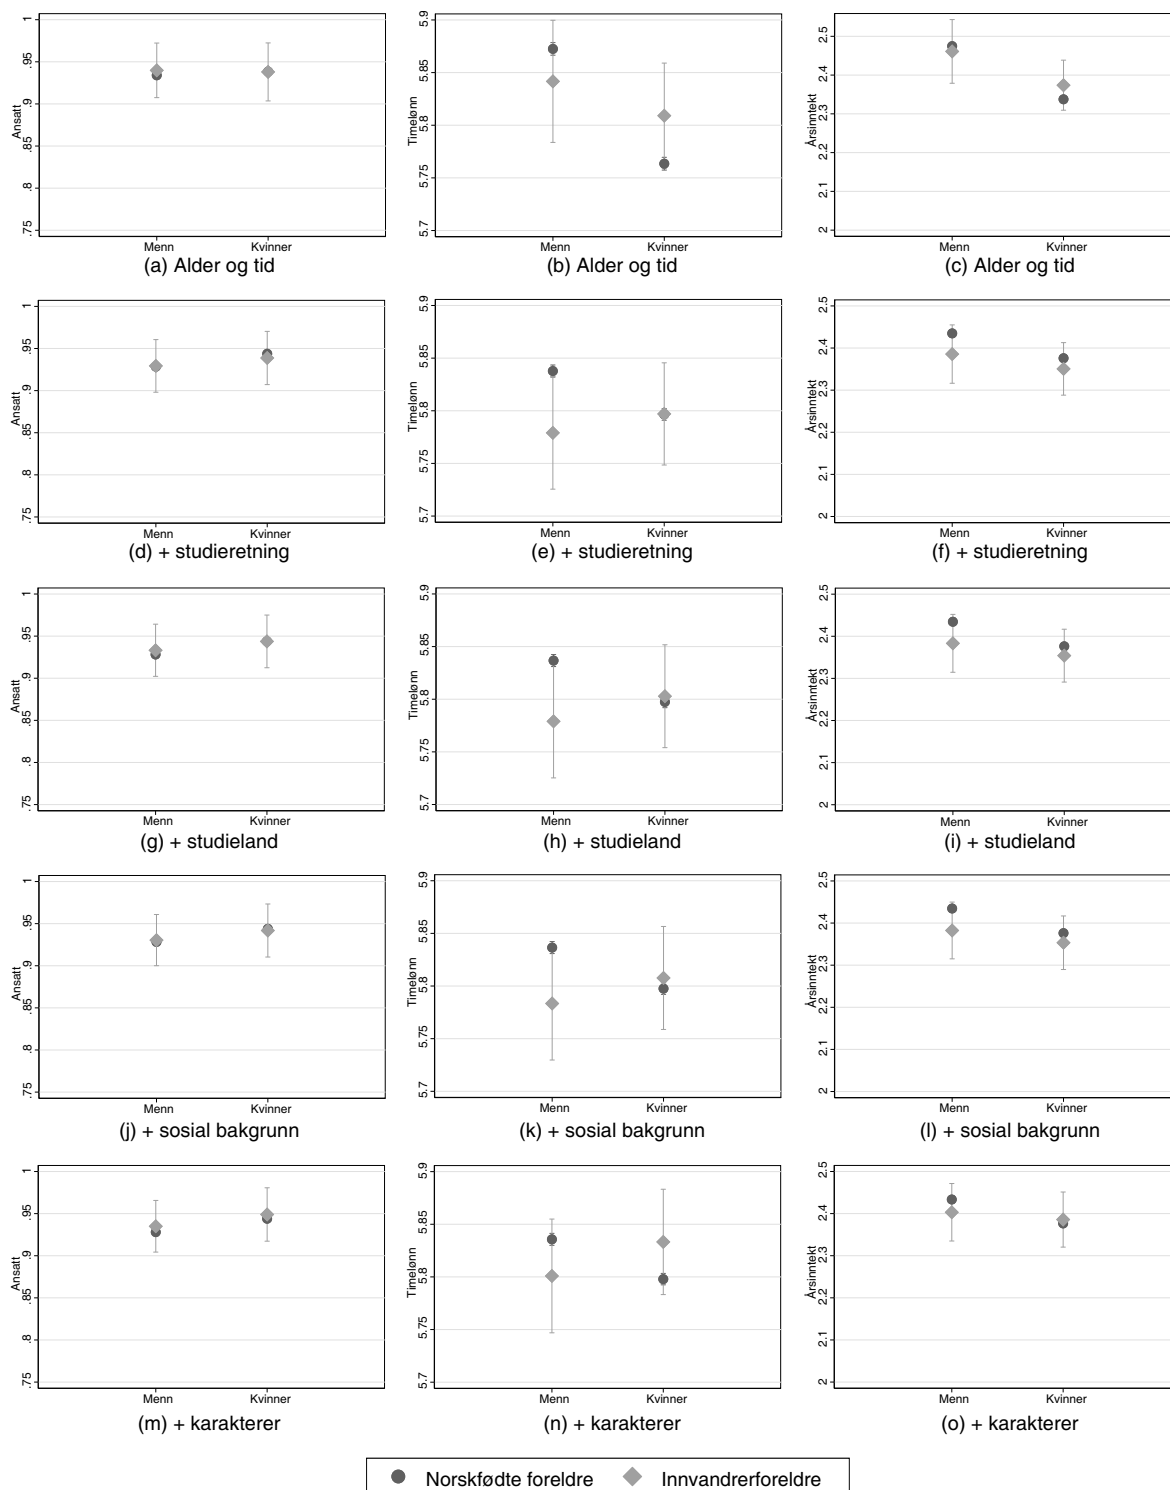 1
.95
.9
.85
.8
.75
Ansatt
Menn
Kvinner
(a) Alder og tid
5.9
5.85
5.8
5.75
5.7
Timelønn
Menn
Kvinner
(b) Alder og tid
2.5
2.4
2.3
2.2
2.1
2
Årsinntekt
Menn
Kvinner
(c) Alder og tid
1
.95
.9
.85
.8
.75
Ansatt
Menn
Kvinner
(d) + studieretning
5.9
5.85
5.8
5.75
5.7
Timelønn
Menn
Kvinner
(e) + studieretning
2.5
2.4
2.3
2.2
2.1
2
Årsinntekt
Menn
Kvinner
(f) + studieretning
1
.95
.9
.85
.8
.75
Ansatt
Menn
Kvinner
(g) + studieland
5.9
5.85
5.8
5.75
5.7
Timelønn
Menn
Kvinner
(h) + studieland
2.5
2.4
2.3
2.2
2.1
2
Årsinntekt
Menn
Kvinner
(i) + studieland
1
.95
.9
.85
.8
.75
Ansatt
Menn
Kvinner
(j) + sosial bakgrunn
5.9
5.85
5.8
5.75
5.7
Timelønn
Menn
Kvinner
(k) + sosial bakgrunn
2.5
2.4
2.3
2.2
2.1
2
Årsinntekt
Menn
Kvinner
(l) + sosial bakgrunn
1
.95
.9
.85
.8
.75
Ansatt
Menn
Kvinner
(m) + karakterer
5.9
5.85
5.8
5.75
5.7
Timelønn
Menn
Kvinner
(n) + karakterer
2.5
2.4
2.3
2.2
2.1
2
Årsinntekt
Menn
Kvinner
(o) + karakterer
Norskfødte foreldre
Innvandrerforeldre